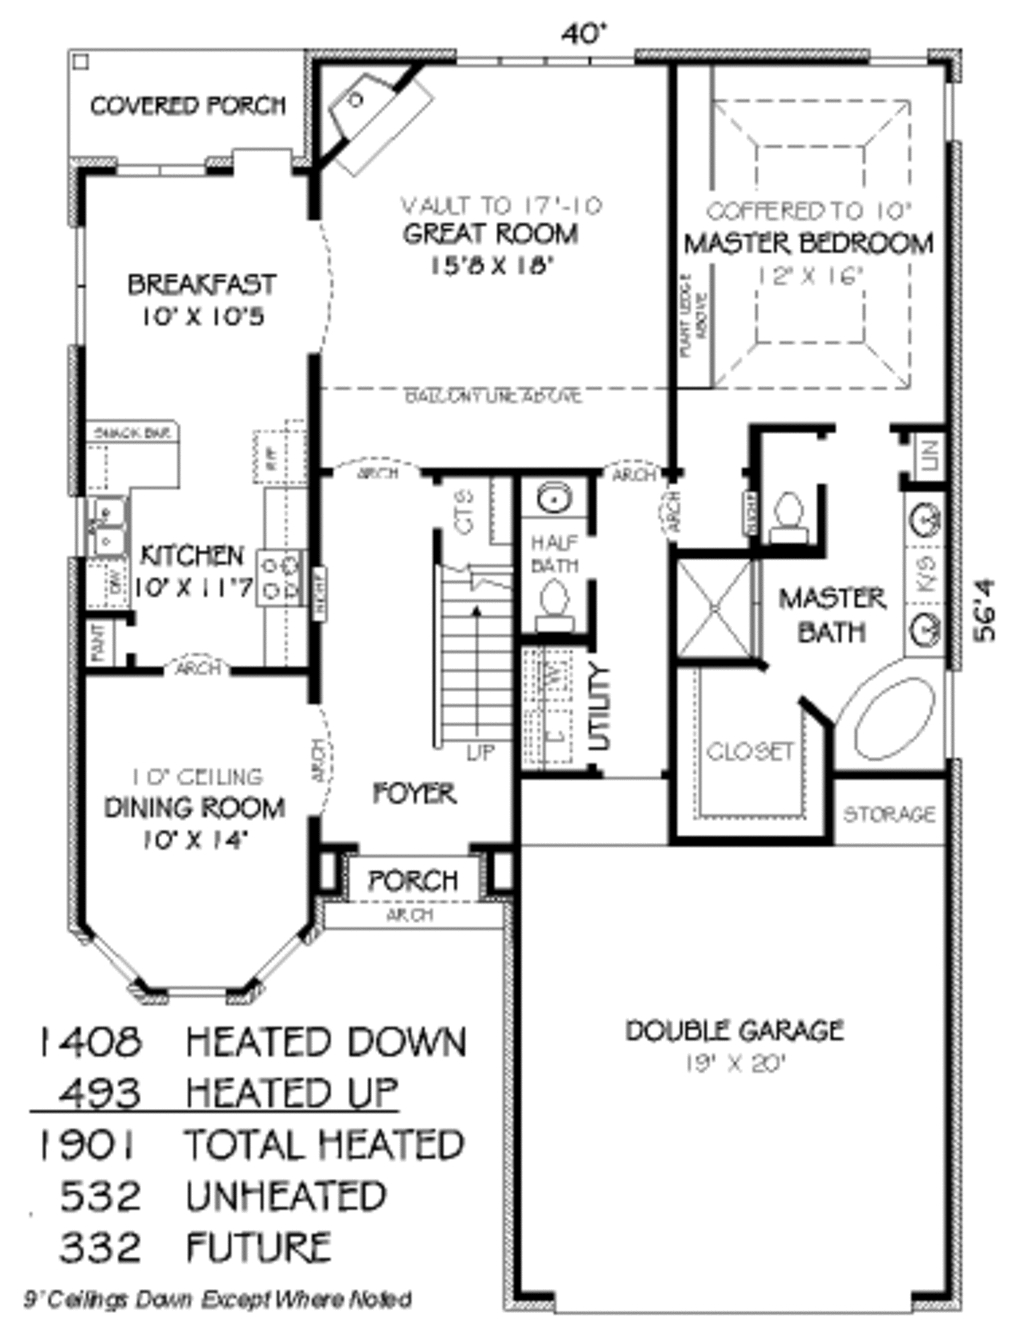 40'
COVERED PORCH
VAULT TO 17'-10
GREAT ROOM
15'8 X 18'
COFFERED TO 10'
MASTER BEDROOM
12' X 16'
PLANT LEDGE
ABOVE
BREAKFAST
10' X 10'5
BALCONY LINE ABOVE
SNACK BAR
REF
ARCH
ARCH
ARCH
LIN
CTS
NICHE
HALF
BATH
KITCHEN
10' X 11'7
DW
NICHE
K/S
MASTER
BATH
56'4
PANT
ARCH
W
UTILITY
UP
CLOSET
ARCH
10' CEILING
DINING ROOM
10' X 14'
FOYER
STORAGE
PORCH
ARCH
DOUBLE GARAGE
19' X 20'
1408 HEATED DOWN
493 HEATED UP
1901 TOTAL HEATED
532 UNHEATED
332 FUTURE
9' Ceilings Down Except Where Noted